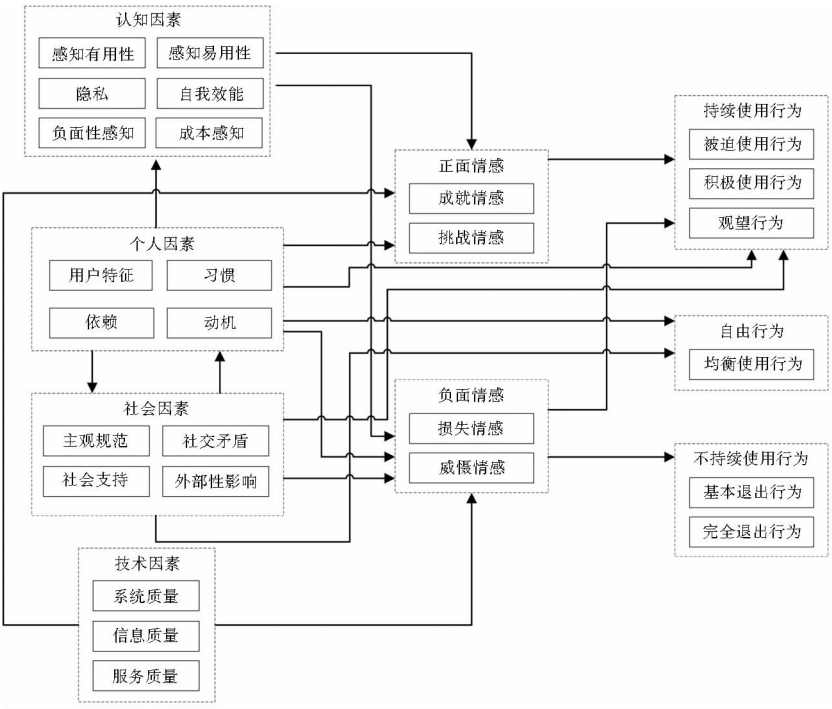 认知因素
感知有用性 感知易用性
隐私 自我效能
负面性感知 成本感知
个人因素
用户特征 习惯
依赖 动机
社会因素
主观规范 社交矛盾
社会支持 外部性影响
技术因素
系统质量
信息质量
服务质量
正面情感
成就情感
挑战情感
负面情感
损失情感
威慑情感
持续使用行为
被迫使用行为
积极使用行为
观望行为
自由行为
均衡使用行为
不持续使用行为
基本退出行为
完全退出行为